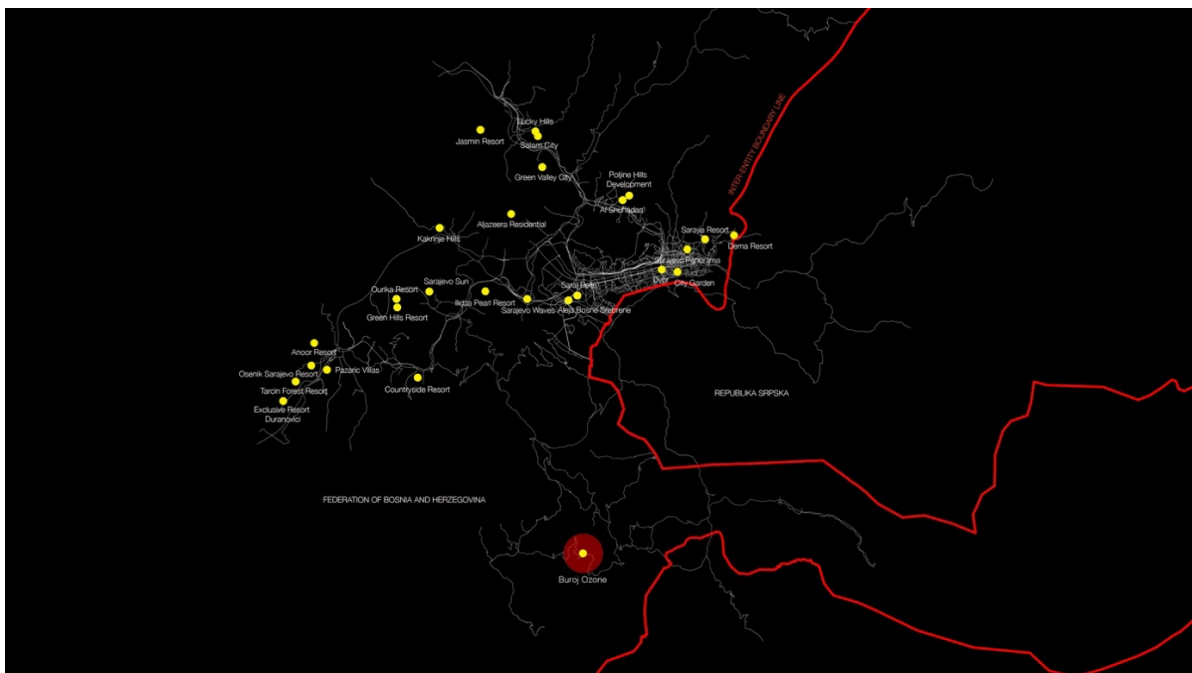 Lucky Hills
Jasmin Resort
Salam City
INTER-ENTITY BOUNDARY LINE
Green Valley City
Poljine Hills
Development
Al Shuhadaa
Aljazeera Residential
Kakrinje Hills
Saraya Resort
Dema Resort
Sarajevo Panorama
Dvor
City Garden
Sarajevo Sun
Ourika Resort
Ilidza Pearl Resort
Green Hills Resort
Sarajevo Waves
Aleja Bosne Srebrene
Anoor Resort
Osenik Sarajevo Resort
Pazaric Villas
Tarcin Forest Resort
Countryside Resort
Exclusive Resort
Duranovici
REPUBLIKA SRPSKA
FEDERATION OF BOSNIA AND HERZEGOVINA
Buroj Ozone